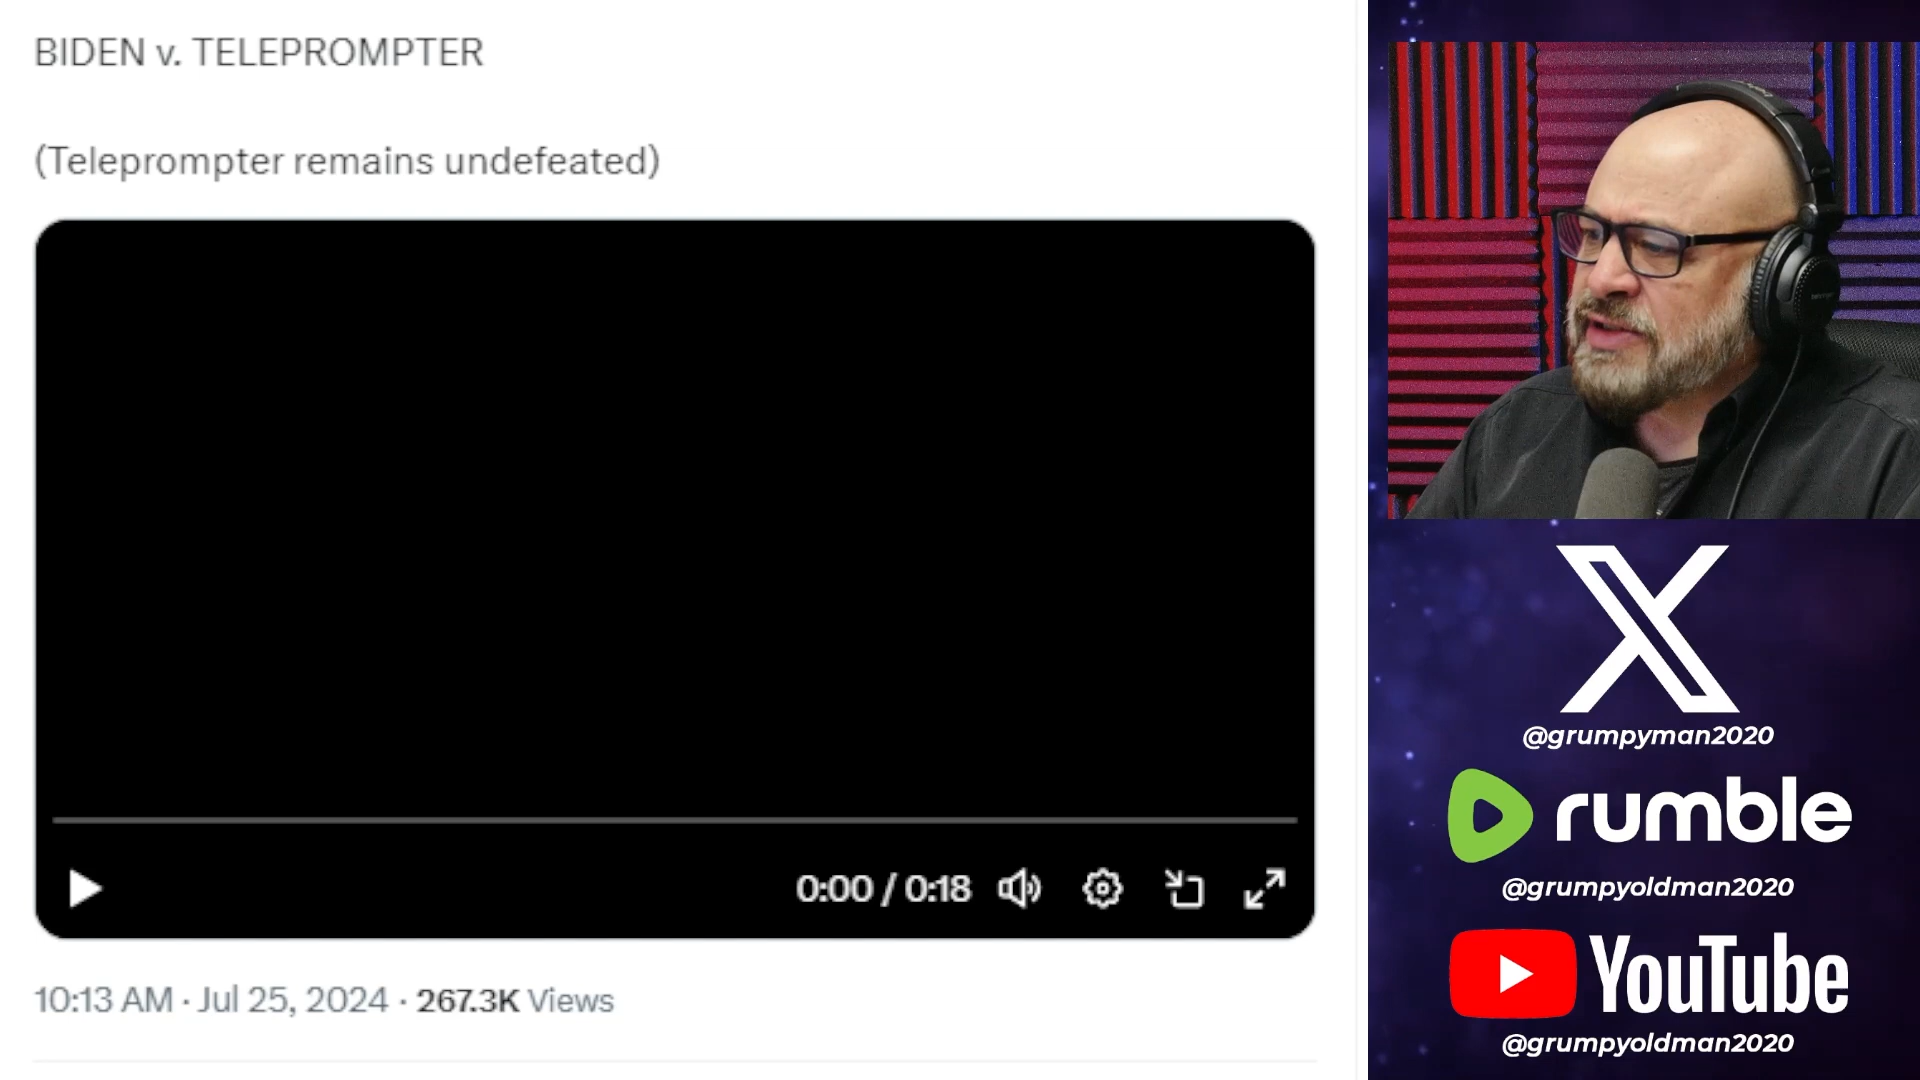 BIDEN v. TELEPROMPTER
(Teleprompter remains undefeated)
0:00 / 0:18
10:13 AM · Jul 25, 2024 · 267.3K Views
X
@grumpyman2020
rumble
@grumpyoldman2020
YouTube
@grumpyoldman2020